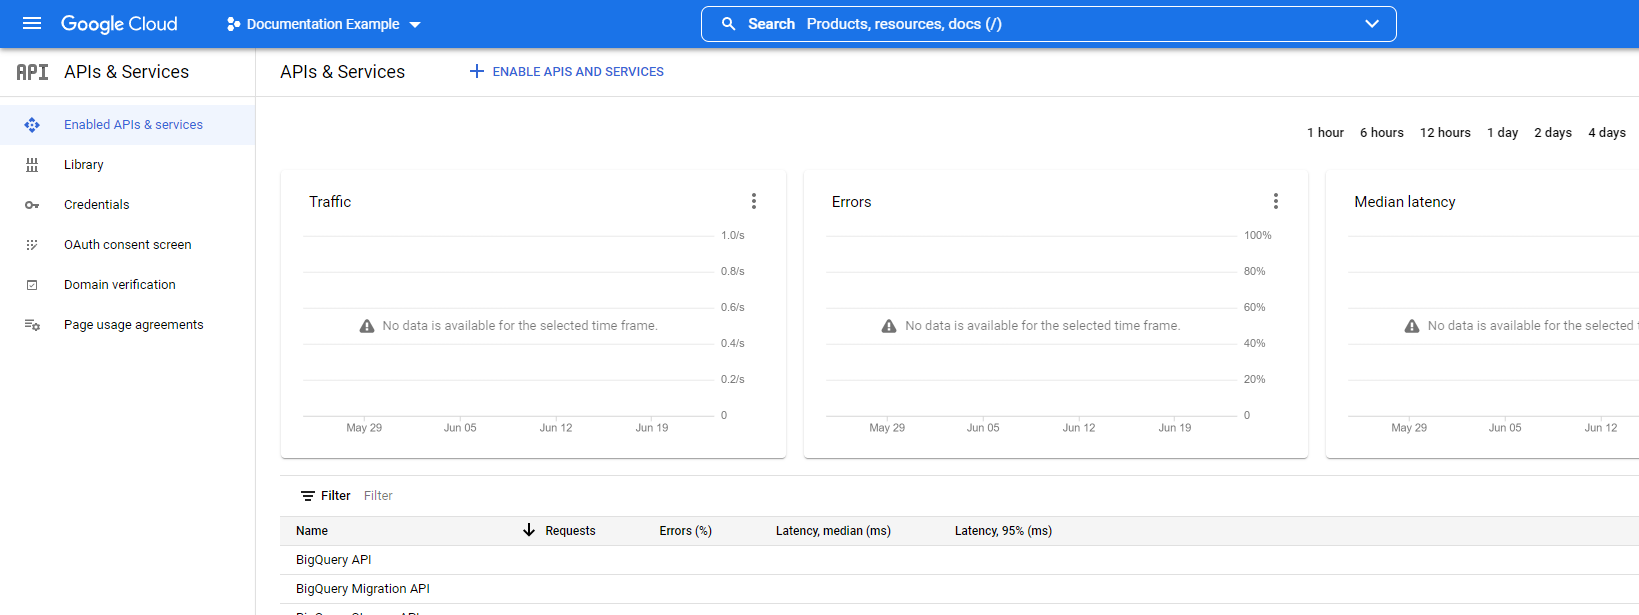 Google Cloud
Documentation Example
Search Products, resources, docs (/)
API APIs & Services
APIs & Services
ENABLE APIS AND SERVICES
Enabled APIs & services
Library
Credentials
OAuth consent screen
Domain verification
Page usage agreements
1 hour 6 hours 12 hours 1 day 2 days 4 days
Traffic
1.0/s
0.8/s
0.6/s
No data is available for the selected time frame.
0.4/s
0.2/s
0
May 29 Jun 05 Jun 12 Jun 19
Errors
100%
80%
60%
No data is available for the selected time frame.
40%
20%
0
May 29 Jun 05 Jun 12 Jun 19
Median latency
No data is available for the selected
May 29 Jun 05 Jun 12
Filter Filter
Name Requests Errors (%) Latency, median (ms) Latency, 95% (ms)
BigQuery API
BigQuery Migration API